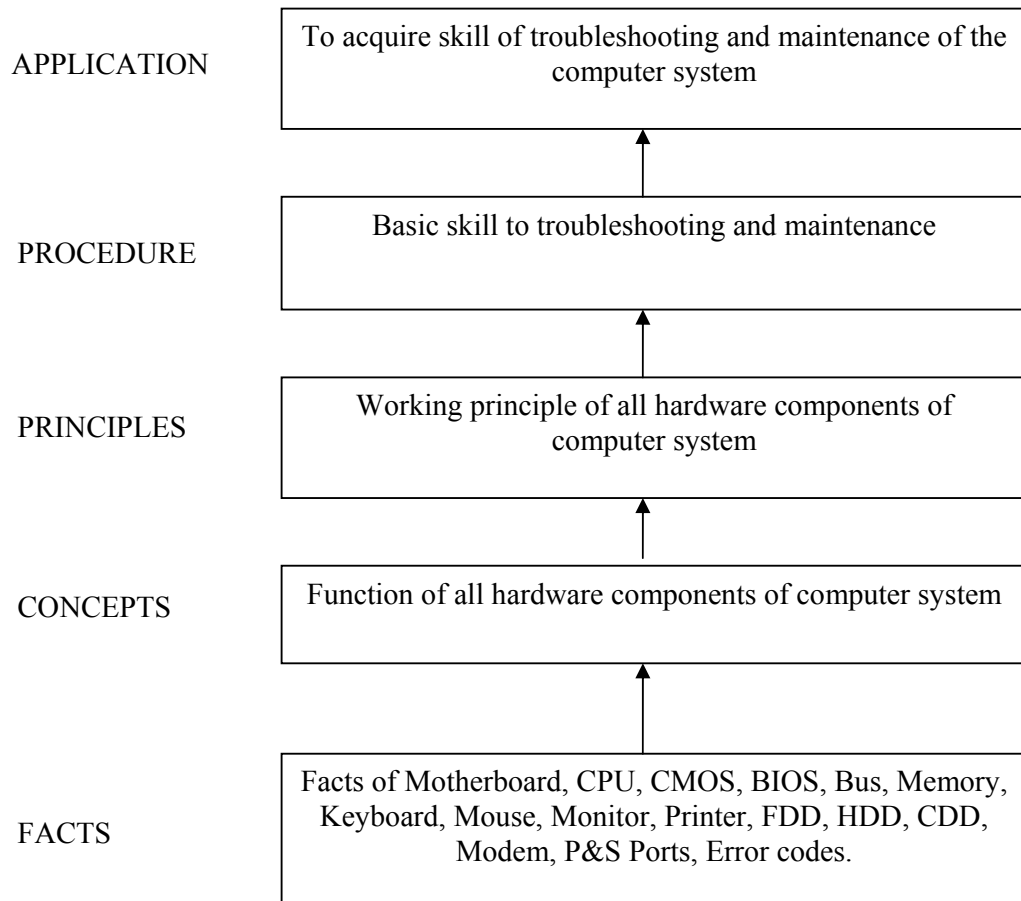 APPLICATION
To acquire skill of troubleshooting and maintenance of the
computer system
PROCEDURE
Basic skill to troubleshooting and maintenance
PRINCIPLES
Working principle of all hardware components of
computer system
CONCEPTS
Function of all hardware components of computer system
FACTS
Facts of Motherboard, CPU, CMOS, BIOS, Bus, Memory,
Keyboard, Mouse, Monitor, Printer, FDD, HDD, CDD,
Modem, P&S Ports, Error codes.